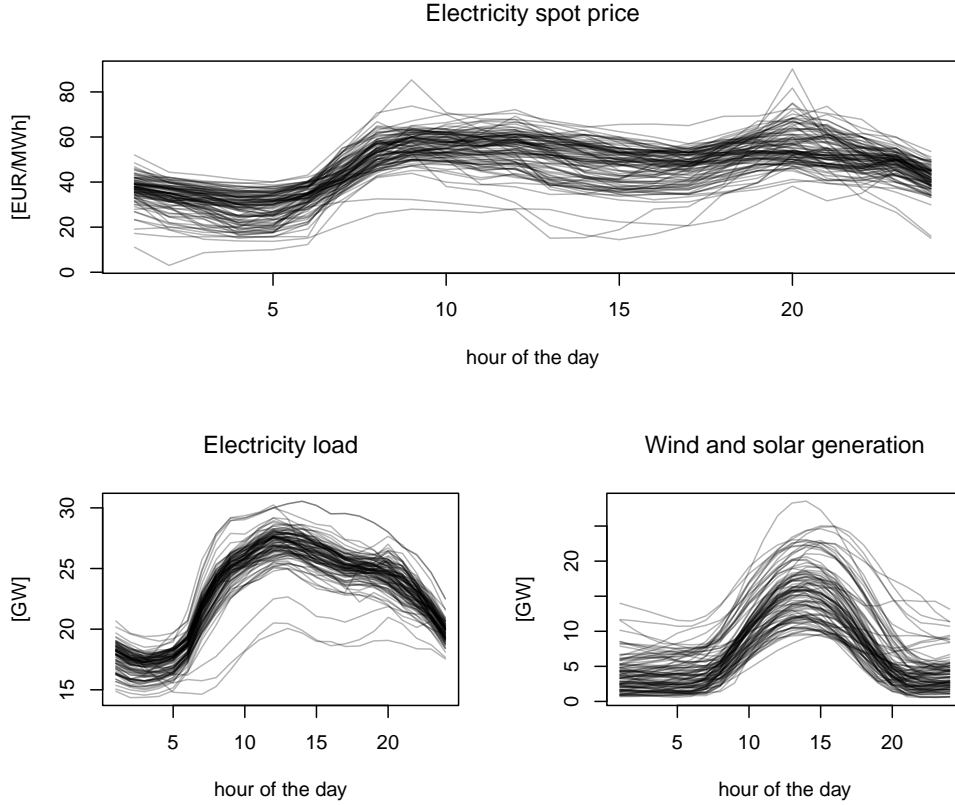 Electricity spot price
[EUR/MWh]
80
60
40
20
0
5 10 15 20
hour of the day
Electricity load
[GW]
30
25
20
15
5 10 15 20
hour of the day
Wind and solar generation
[GW]
20
10
5
0
5 10 15 20
hour of the day